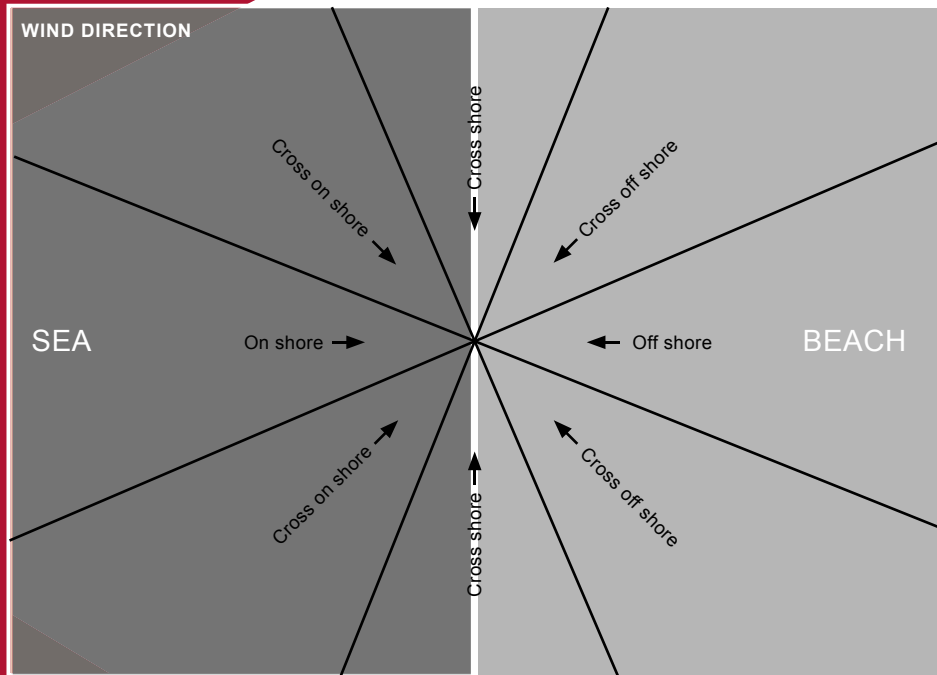 WIND DIRECTION
Cross shore
Cross on shore
Cross off shore
SEA
On shore
Off shore
BEACH
Cross on shore
Cross shore
Cross off shore